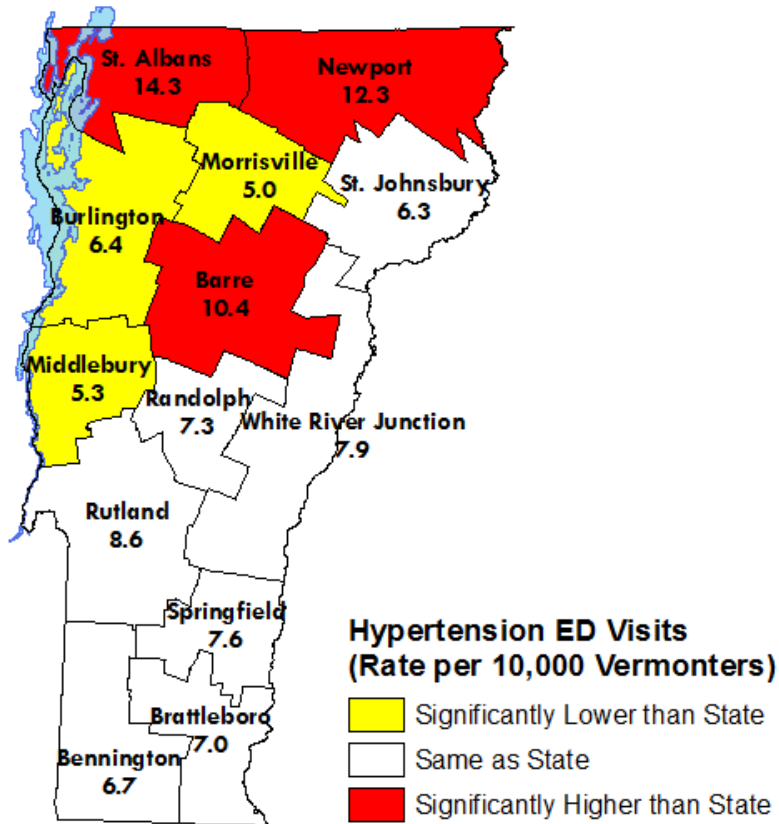 St. Albans
14.3
Newport
12.3
Morrisville
5.0
St. Johnsbury
6.3
Burlington
6.4
Barre
10.4
Middlebury
5.3
Randolph
7.3
White River Junction
7.9
Rutland
8.6
Springfield
7.6
Brattleboro
7.0
Bennington
6.7
Hypertension ED Visits
(Rate per 10,000 Vermonters)
Significantly Lower than State
Same as State
Significantly Higher than State